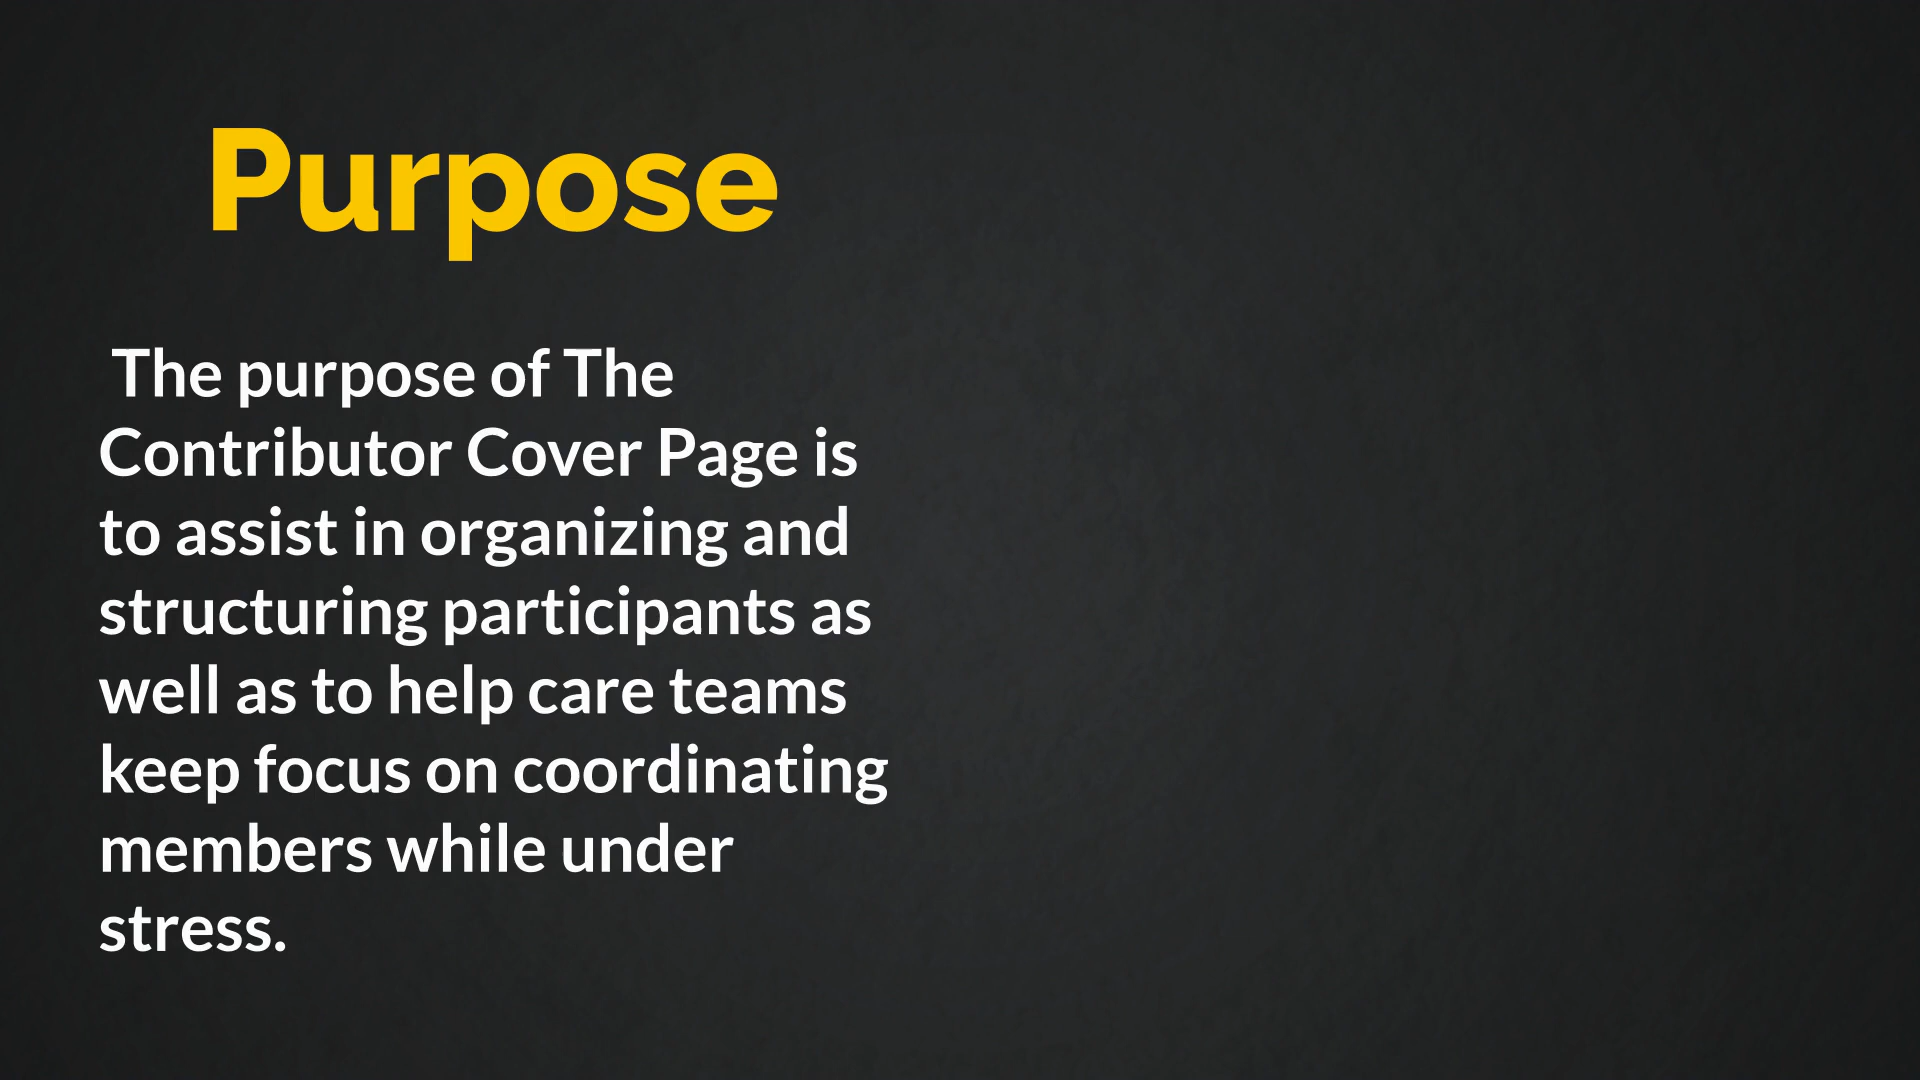 Purpose
The purpose of The
Contributor Cover Page is
to assist in organizing and
structuring participants as
well as to help care teams
keep focus on coordinating
members while under
stress.